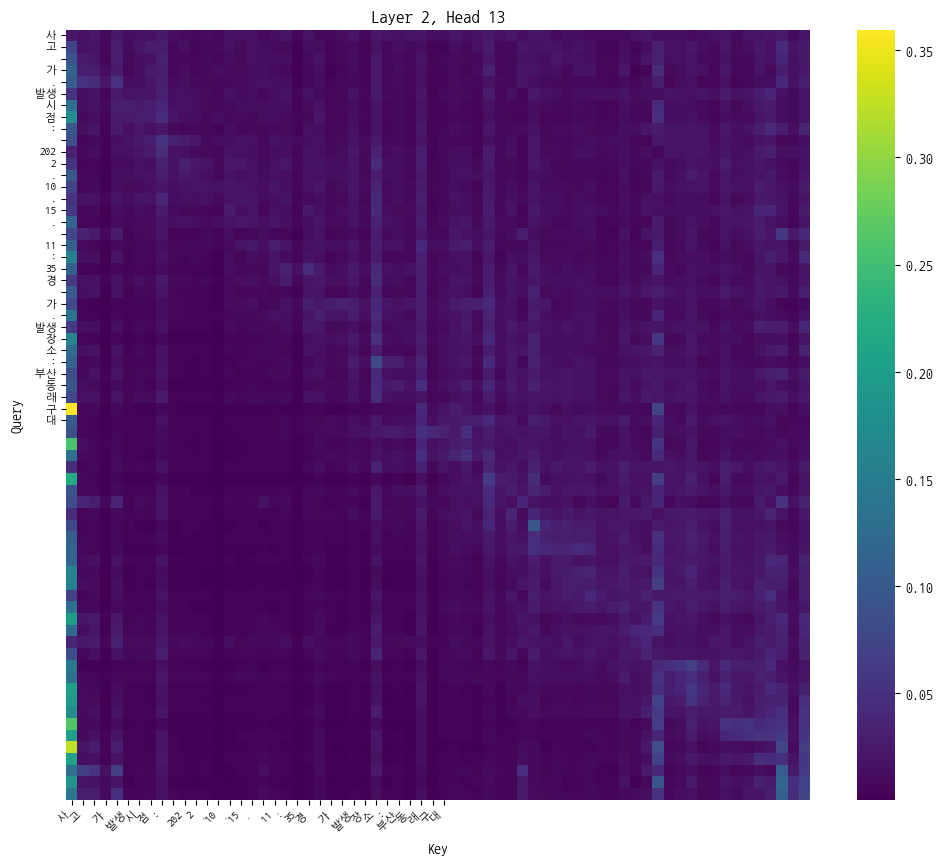 Layer 2, Head 13
사
고
가
.
발생
시
점
:
202
2
.
10
.
15
.
11
:
35
경
가
.
발생
장
소
:
부산
동
래
구
대
Query
사 고 가 발생 시 점 : 202 2 10 15 . 11 : 35 경 가 발생 장 소 : 부산 동 래 구 대
Key
0.35
0.30
0.25
0.20
0.15
0.10
0.05